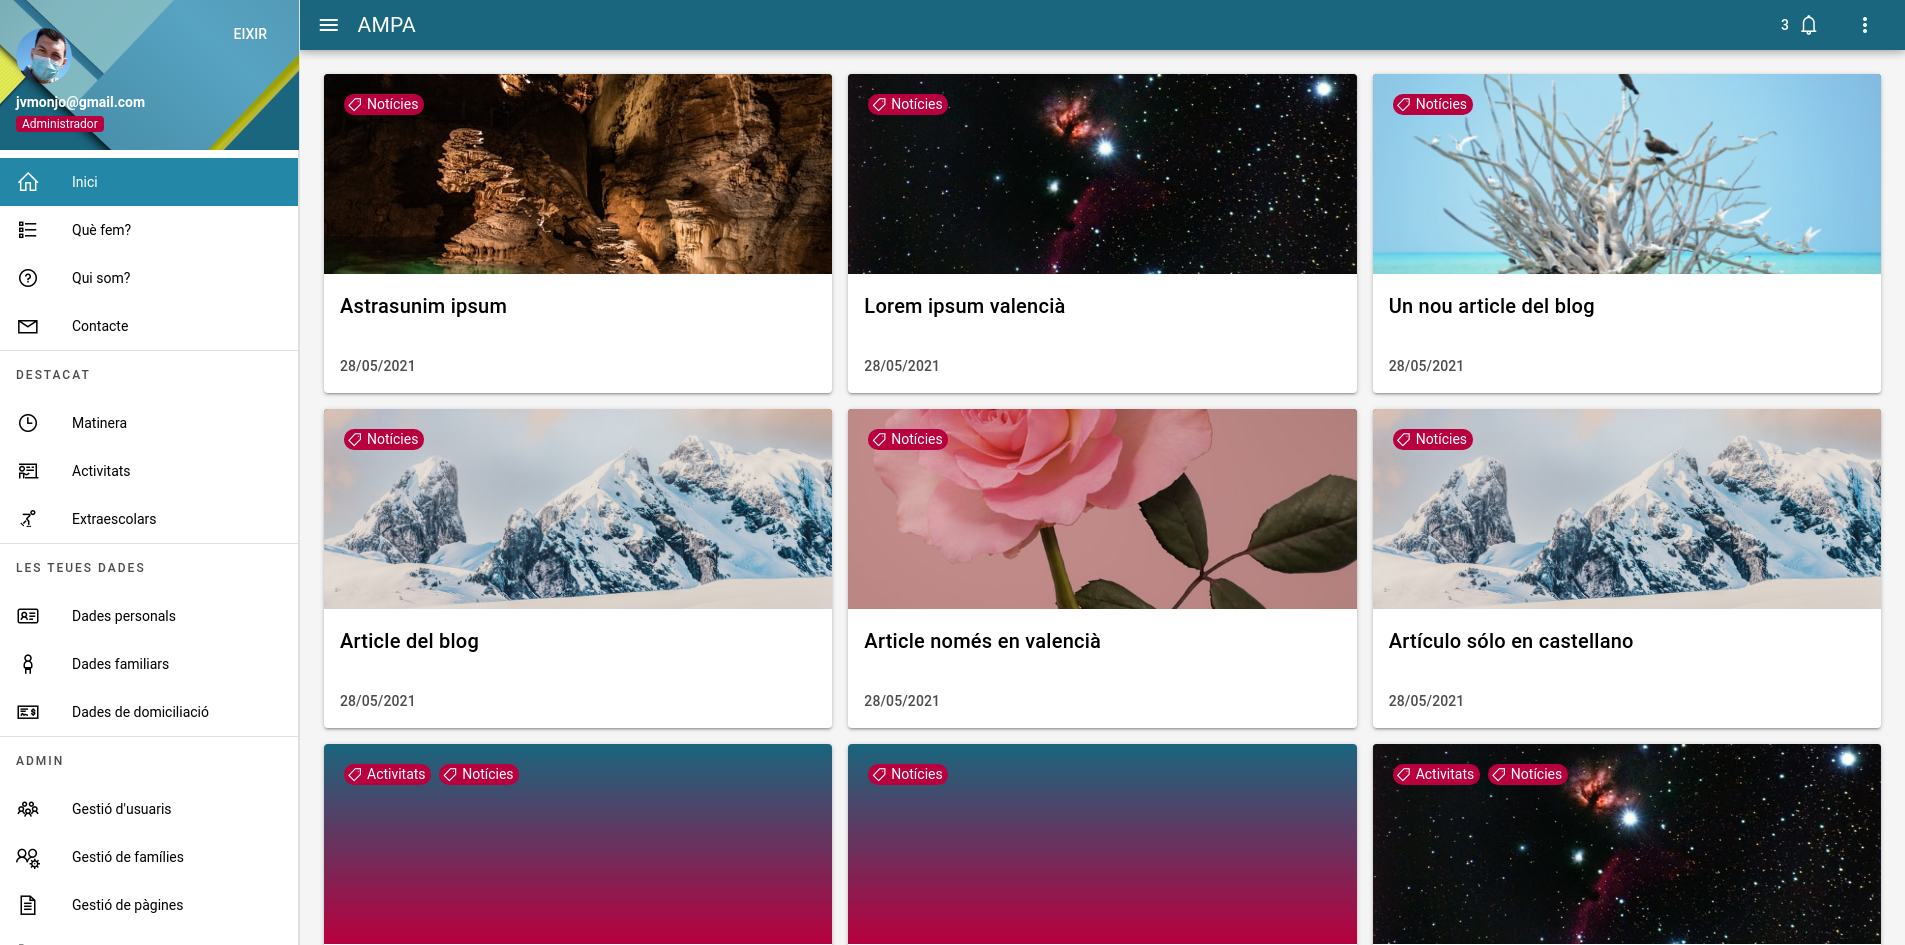 EIXIR
jvmonjo@gmail.com
Administrador
Inici
Què fem?
Qui som?
Contacte
DESTACAT
Matinera
Activitats
Extraescolars
LES TEUES DADES
Dades personals
Dades familiars
Dades de domiciliació
ADMIN
Gestió d'usuaris
Gestió de famílies
Gestió de pàgines
AMPA
3
Notícies
Astrasunim ipsum
28/05/2021
Notícies
Lorem ipsum valencià
28/05/2021
Notícies
Un nou article del blog
28/05/2021
Notícies
Article del blog
28/05/2021
Notícies
Article només en valencià
28/05/2021
Notícies
Artículo sólo en castellano
28/05/2021
Activitats Notícies
Notícies
Activitats Notícies